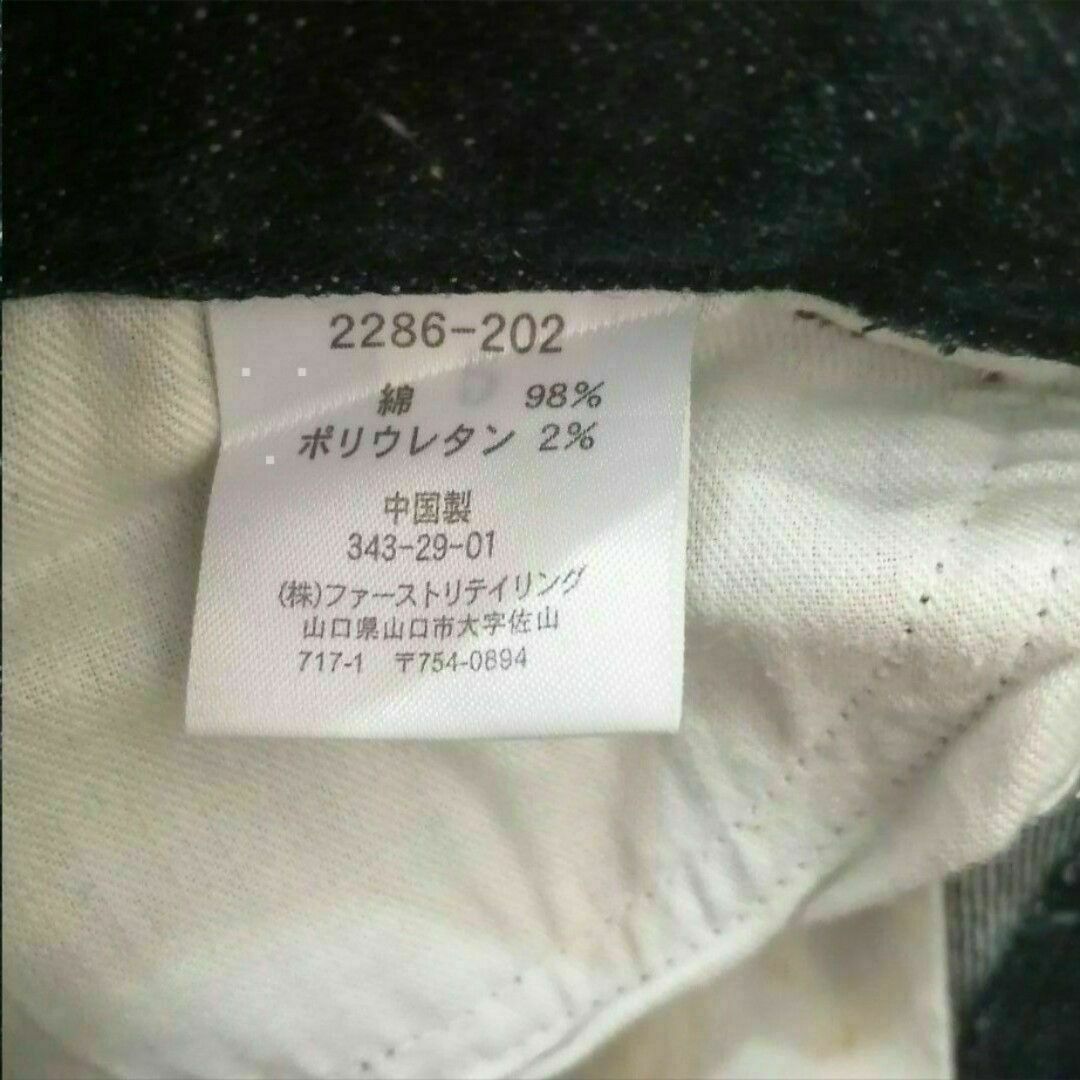 2286-202
綿 98%
ポリウレタン 2%
中国製
343-29-01
(株)ファーストリテイリング
山口県山口市大字佐山
717-1 〒754-0894